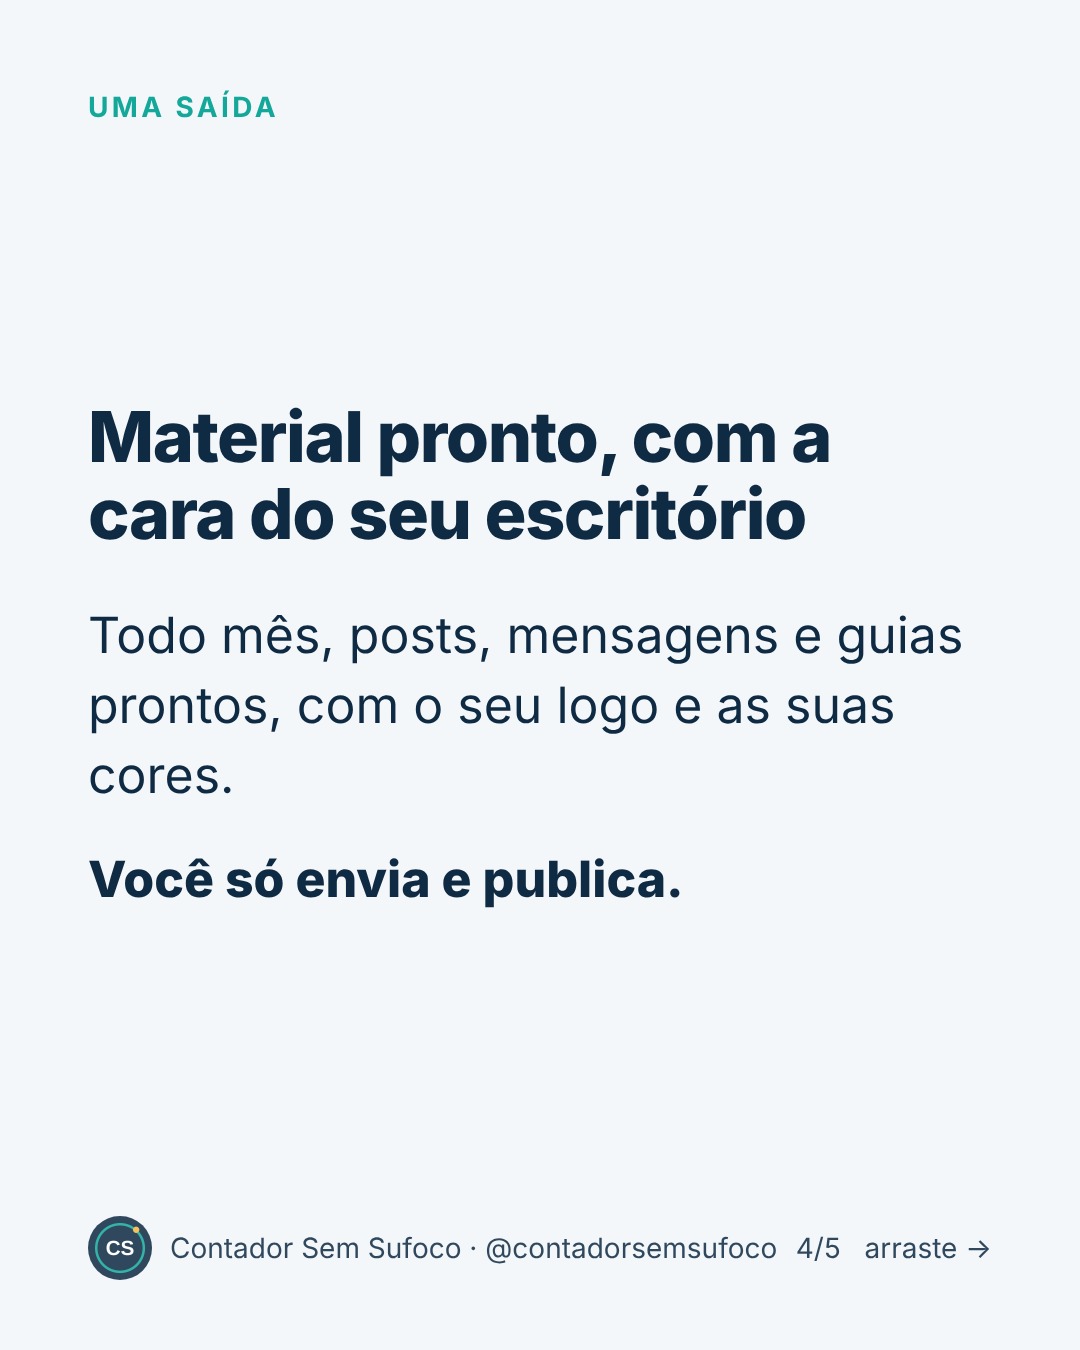 UMA SAÍDA
Material pronto, com a
cara do seu escritório
Todo mês, posts, mensagens e guias
prontos, com o seu logo e as suas
cores.
Você só envia e publica.
CS Contador Sem Sufoco · @contadorsemsufoco 4/5 arraste →